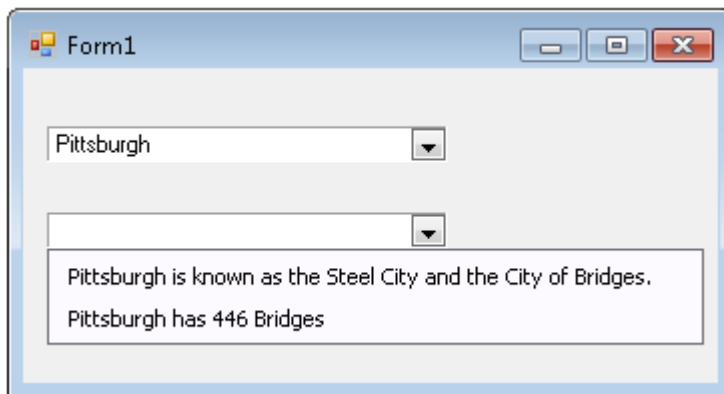 Form1
Pittsburgh
Pittsburgh is known as the Steel City and the City of Bridges.
Pittsburgh has 446 Bridges